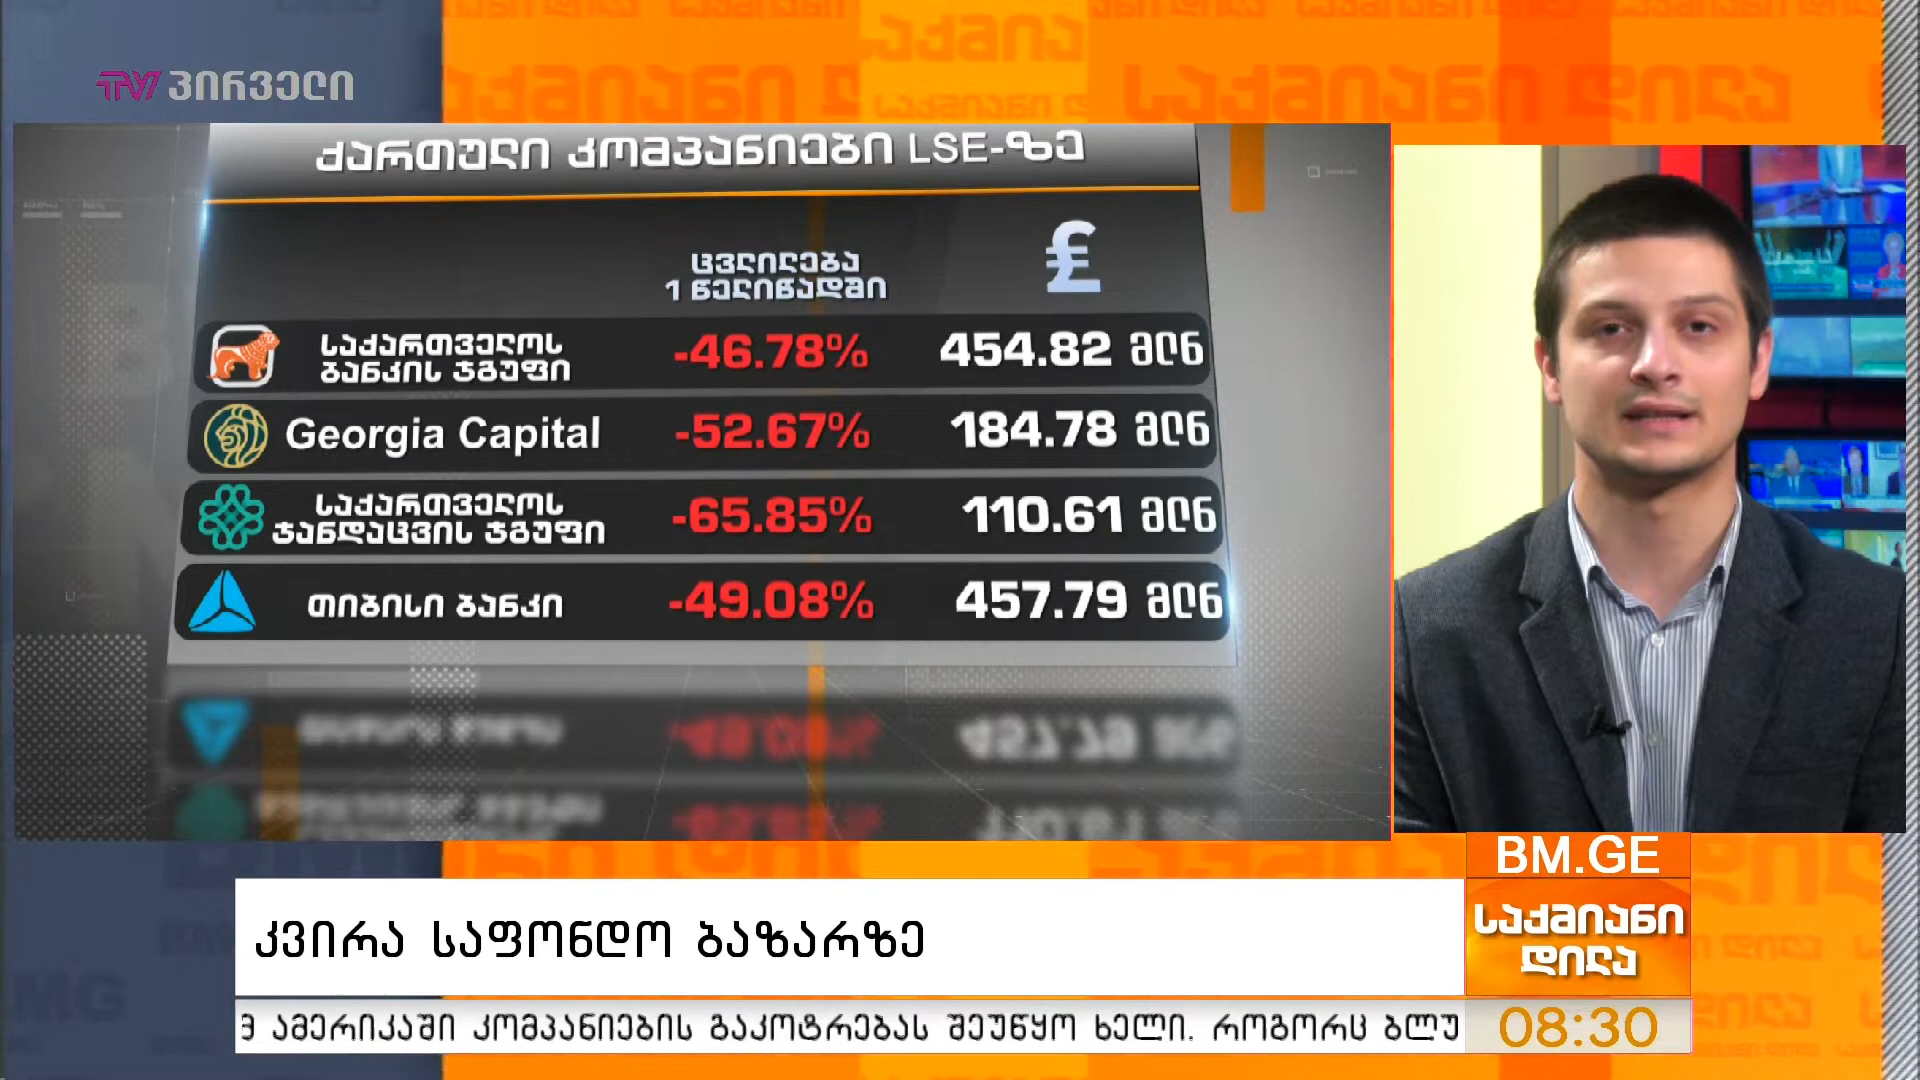 TV პირველი
ქართული კომპანიები LSE-ზე
ცვლილება
1 წელიწადში
£
საქართველოს
ბანკის ჯგუფი
-46.78%
454.82 მლნ
Georgia Capital
-52.67%
184.78 მლნ
საქართველოს
ჯანდაცვის ჯგუფი
-65.85%
110.61 მლნ
თიბისი ბანკი
-49.08%
457.79 მლნ
BM.GE
კვირა საფონდო ბაზარზე
საქმიანი
დილა
ამერიკაში კომპანიების გაკოტრებას შეუწყო ხელი. როგორც ბლუ
08:30